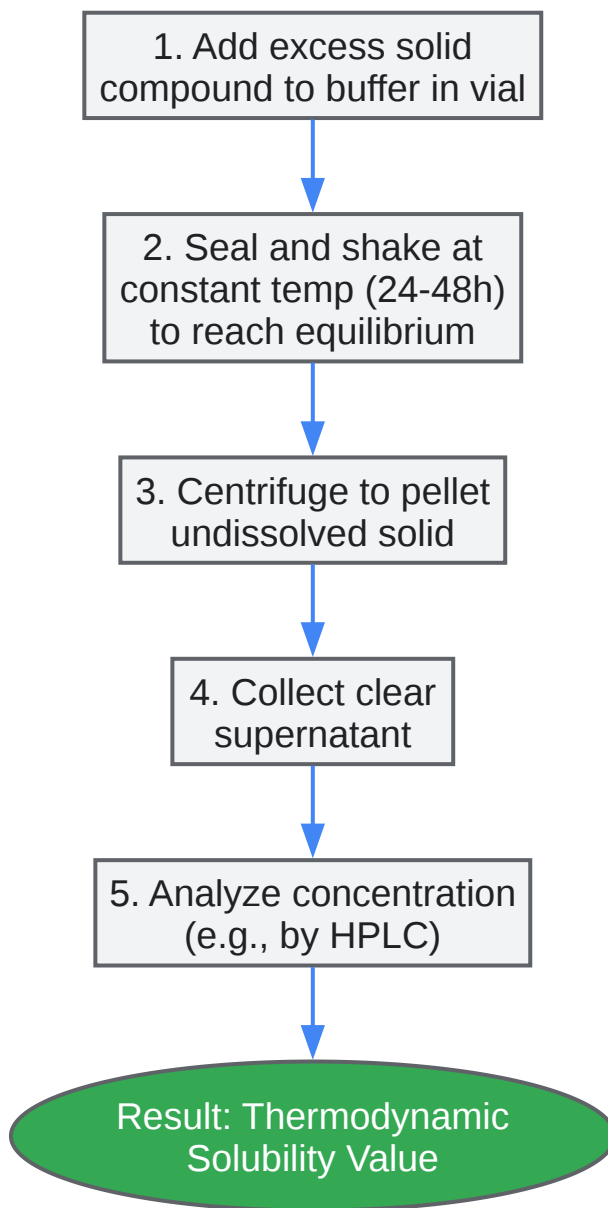 1. Add excess solid
compound to buffer in vial
2. Seal and shake at
constant temp (24-48h)
to reach equilibrium
3. Centrifuge to pellet
undissolved solid
4. Collect clear
supernatant
5. Analyze concentration
(e.g., by HPLC)
Result: Thermodynamic
Solubility Value